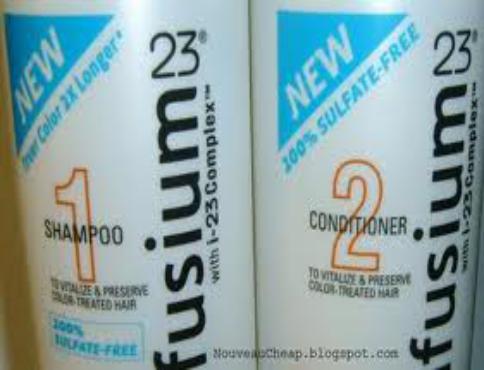 NEW
Color 2X Longer*
fusium 23®
with i-23 Complex™
1
SHAMPOO
TO VITALIZE & PRESERVE
COLOR-TREATED HAIR
100%
SULFATE-FREE
NEW
100% SULFATE-FREE
fusium 23®
with i-23 Complex™
2
CONDITIONER
TO VITALIZE & PRESERVE
COLOR-TREATED HAIR
NouveauCheap.blogspot.com